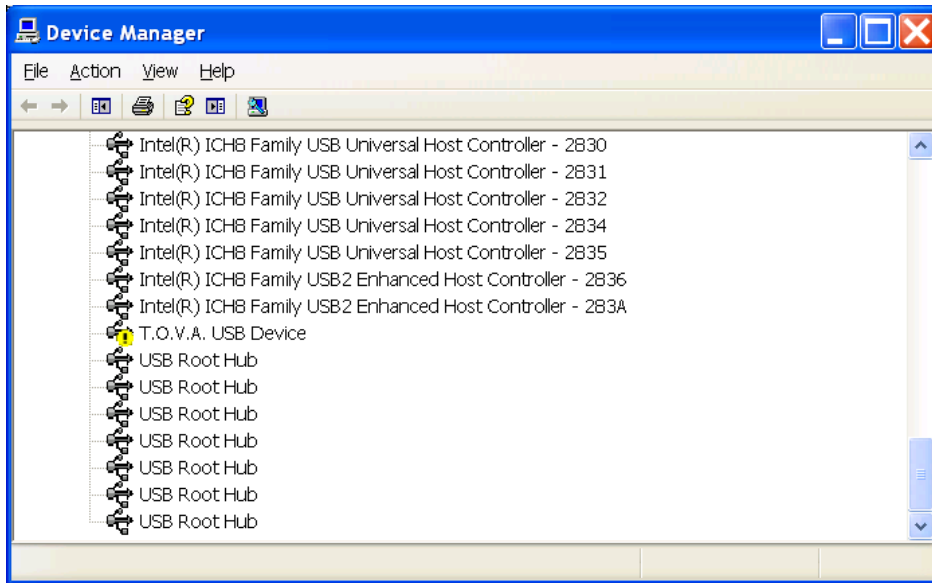 Device Manager
File Action View Help
Intel(R) ICH8 Family USB Universal Host Controller - 2830
Intel(R) ICH8 Family USB Universal Host Controller - 2831
Intel(R) ICH8 Family USB Universal Host Controller - 2832
Intel(R) ICH8 Family USB Universal Host Controller - 2834
Intel(R) ICH8 Family USB Universal Host Controller - 2835
Intel(R) ICH8 Family USB2 Enhanced Host Controller - 2836
Intel(R) ICH8 Family USB2 Enhanced Host Controller - 283A
T.O.V.A. USB Device
USB Root Hub
USB Root Hub
USB Root Hub
USB Root Hub
USB Root Hub
USB Root Hub
USB Root Hub